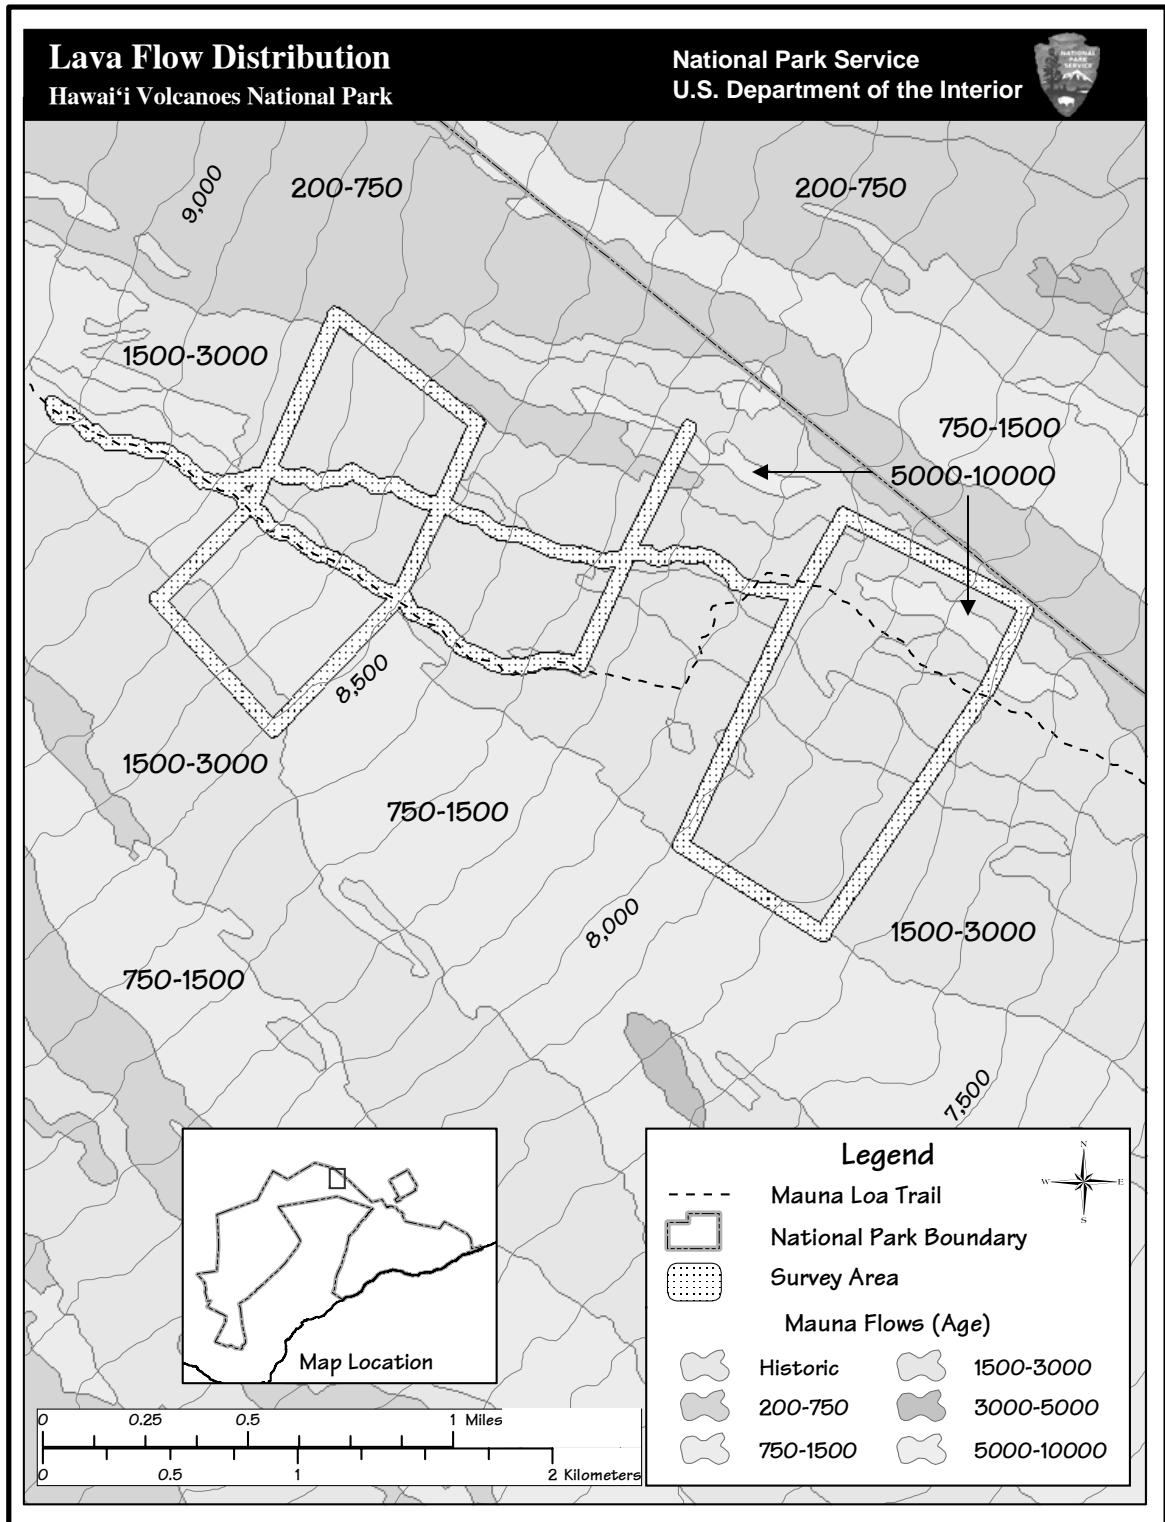 Lava Flow Distribution
Hawai‘i Volcanoes National Park
National Park Service
U.S. Department of the Interior
NATIONAL
PARK
SERVICE
9,000
200-750
200-750
1500-3000
750-1500
5000-10000
8,500
1500-3000
750-1500
8,000
1500-3000
750-1500
7,500
Map Location
Legend
N
W E
S
Mauna Loa Trail
National Park Boundary
Survey Area
Mauna Flows (Age)
Historic 1500-3000
200-750 3000-5000
750-1500 5000-10000
0 0.25 0.5 1 Miles
0 0.5 1 2 Kilometers